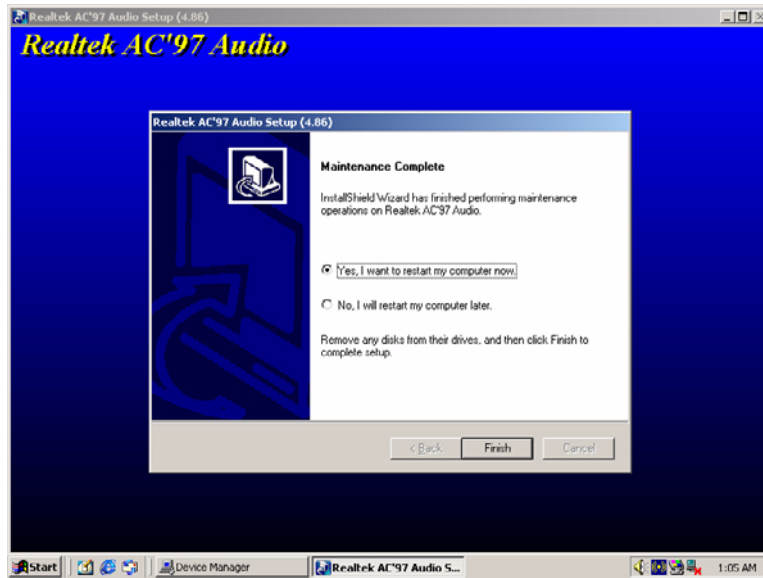 Realtek AC'97 Audio Setup (4.86)
Realtek AC'97 Audio
Realtek AC'97 Audio Setup (4.86)
Maintenance Complete
InstallShield Wizard has finished performing maintenance
operations on Realtek AC'97 Audio.
Yes, I want to restart my computer now.
No, I will restart my computer later.
Remove any disks from their drives, and then click Finish to
complete setup.
< Back
Finish
Cancel
Start
Device Manager
Realtek AC'97 Audio S...
1:05 AM